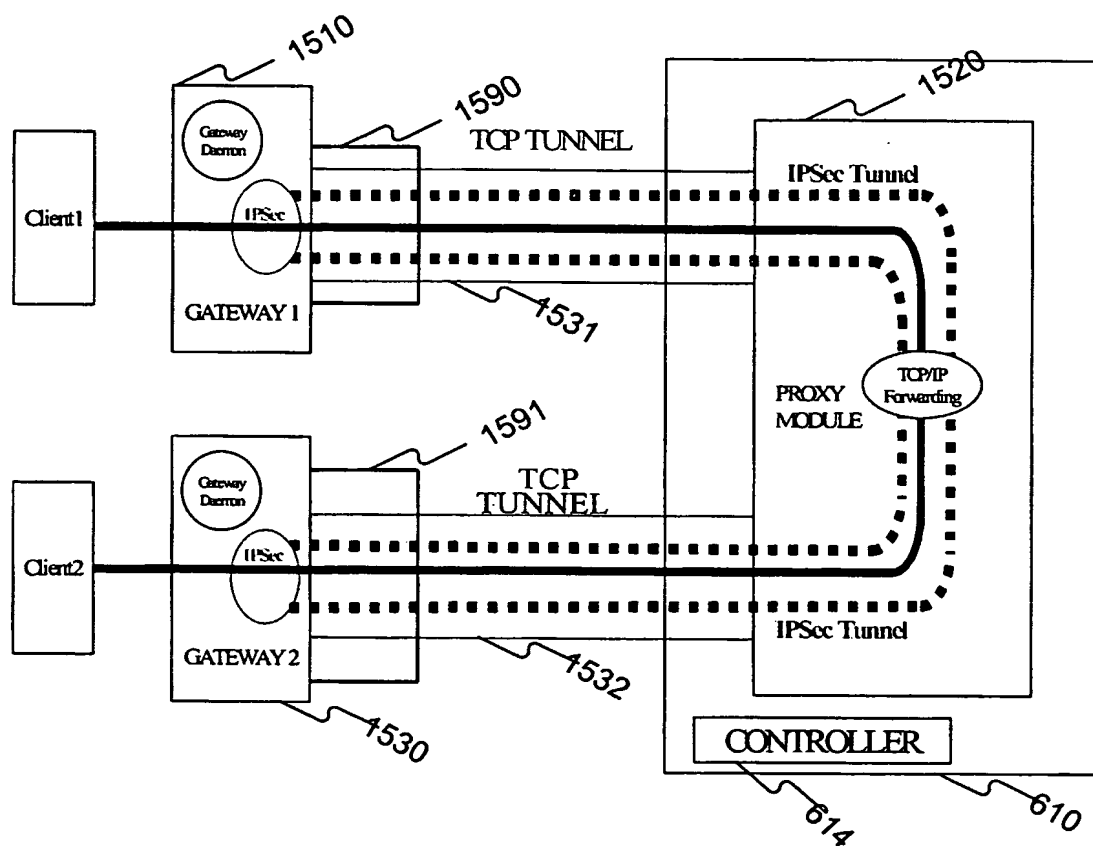 1510
1590
1520
TCP TUNNEL
Gateway
Daemon
IPSec Tunnel
Client1
IPSec
GATEWAY 1
1531
TCP/IP
Forwarding
PROXY
MODULE
1591
TCP
TUNNEL
Gateway
Daemon
IPSec
Client2
IPSec Tunnel
GATEWAY 2
1532
1530
CONTROLLER
614
610